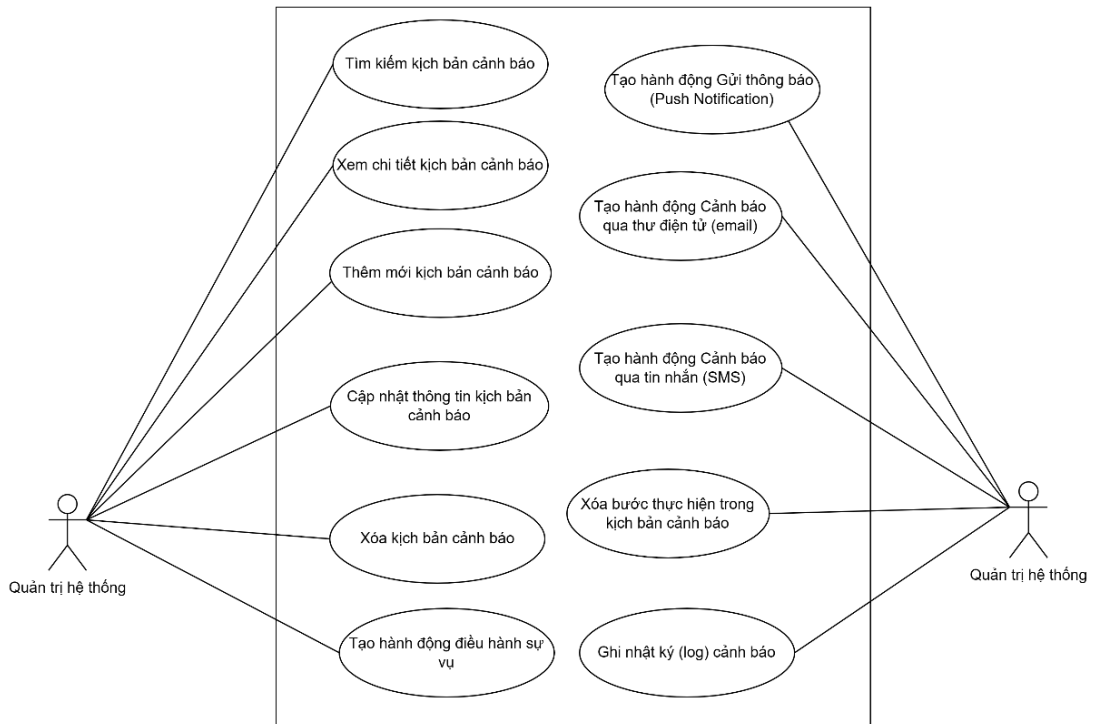 Tìm kiếm kịch bản cảnh báo
Xem chi tiết kịch bản cảnh báo
Thêm mới kịch bản cảnh báo
Cập nhật thông tin kịch bản
cảnh báo
Xóa kịch bản cảnh báo
Tạo hành động điều hành sự
vụ
Quản trị hệ thống
Tạo hành động Gửi thông báo
(Push Notification)
Tạo hành động Cảnh báo
qua thư điện tử (email)
Tạo hành động Cảnh báo
qua tin nhắn (SMS)
Xóa bước thực hiện trong
kịch bản cảnh báo
Ghi nhật ký (log) cảnh báo
Quản trị hệ thống